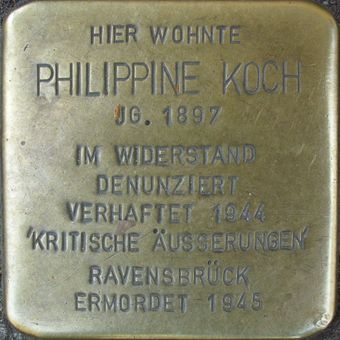 HIER WOHNTE
PHILIPPINE KOCH
JG. 1897
IM WIDERSTAND
DENUNZIERT
VERHAFTET 1944
'KRITISCHE ÄUSSERUNGEN'
RAVENSBRÜCK
ERMORDET 1945